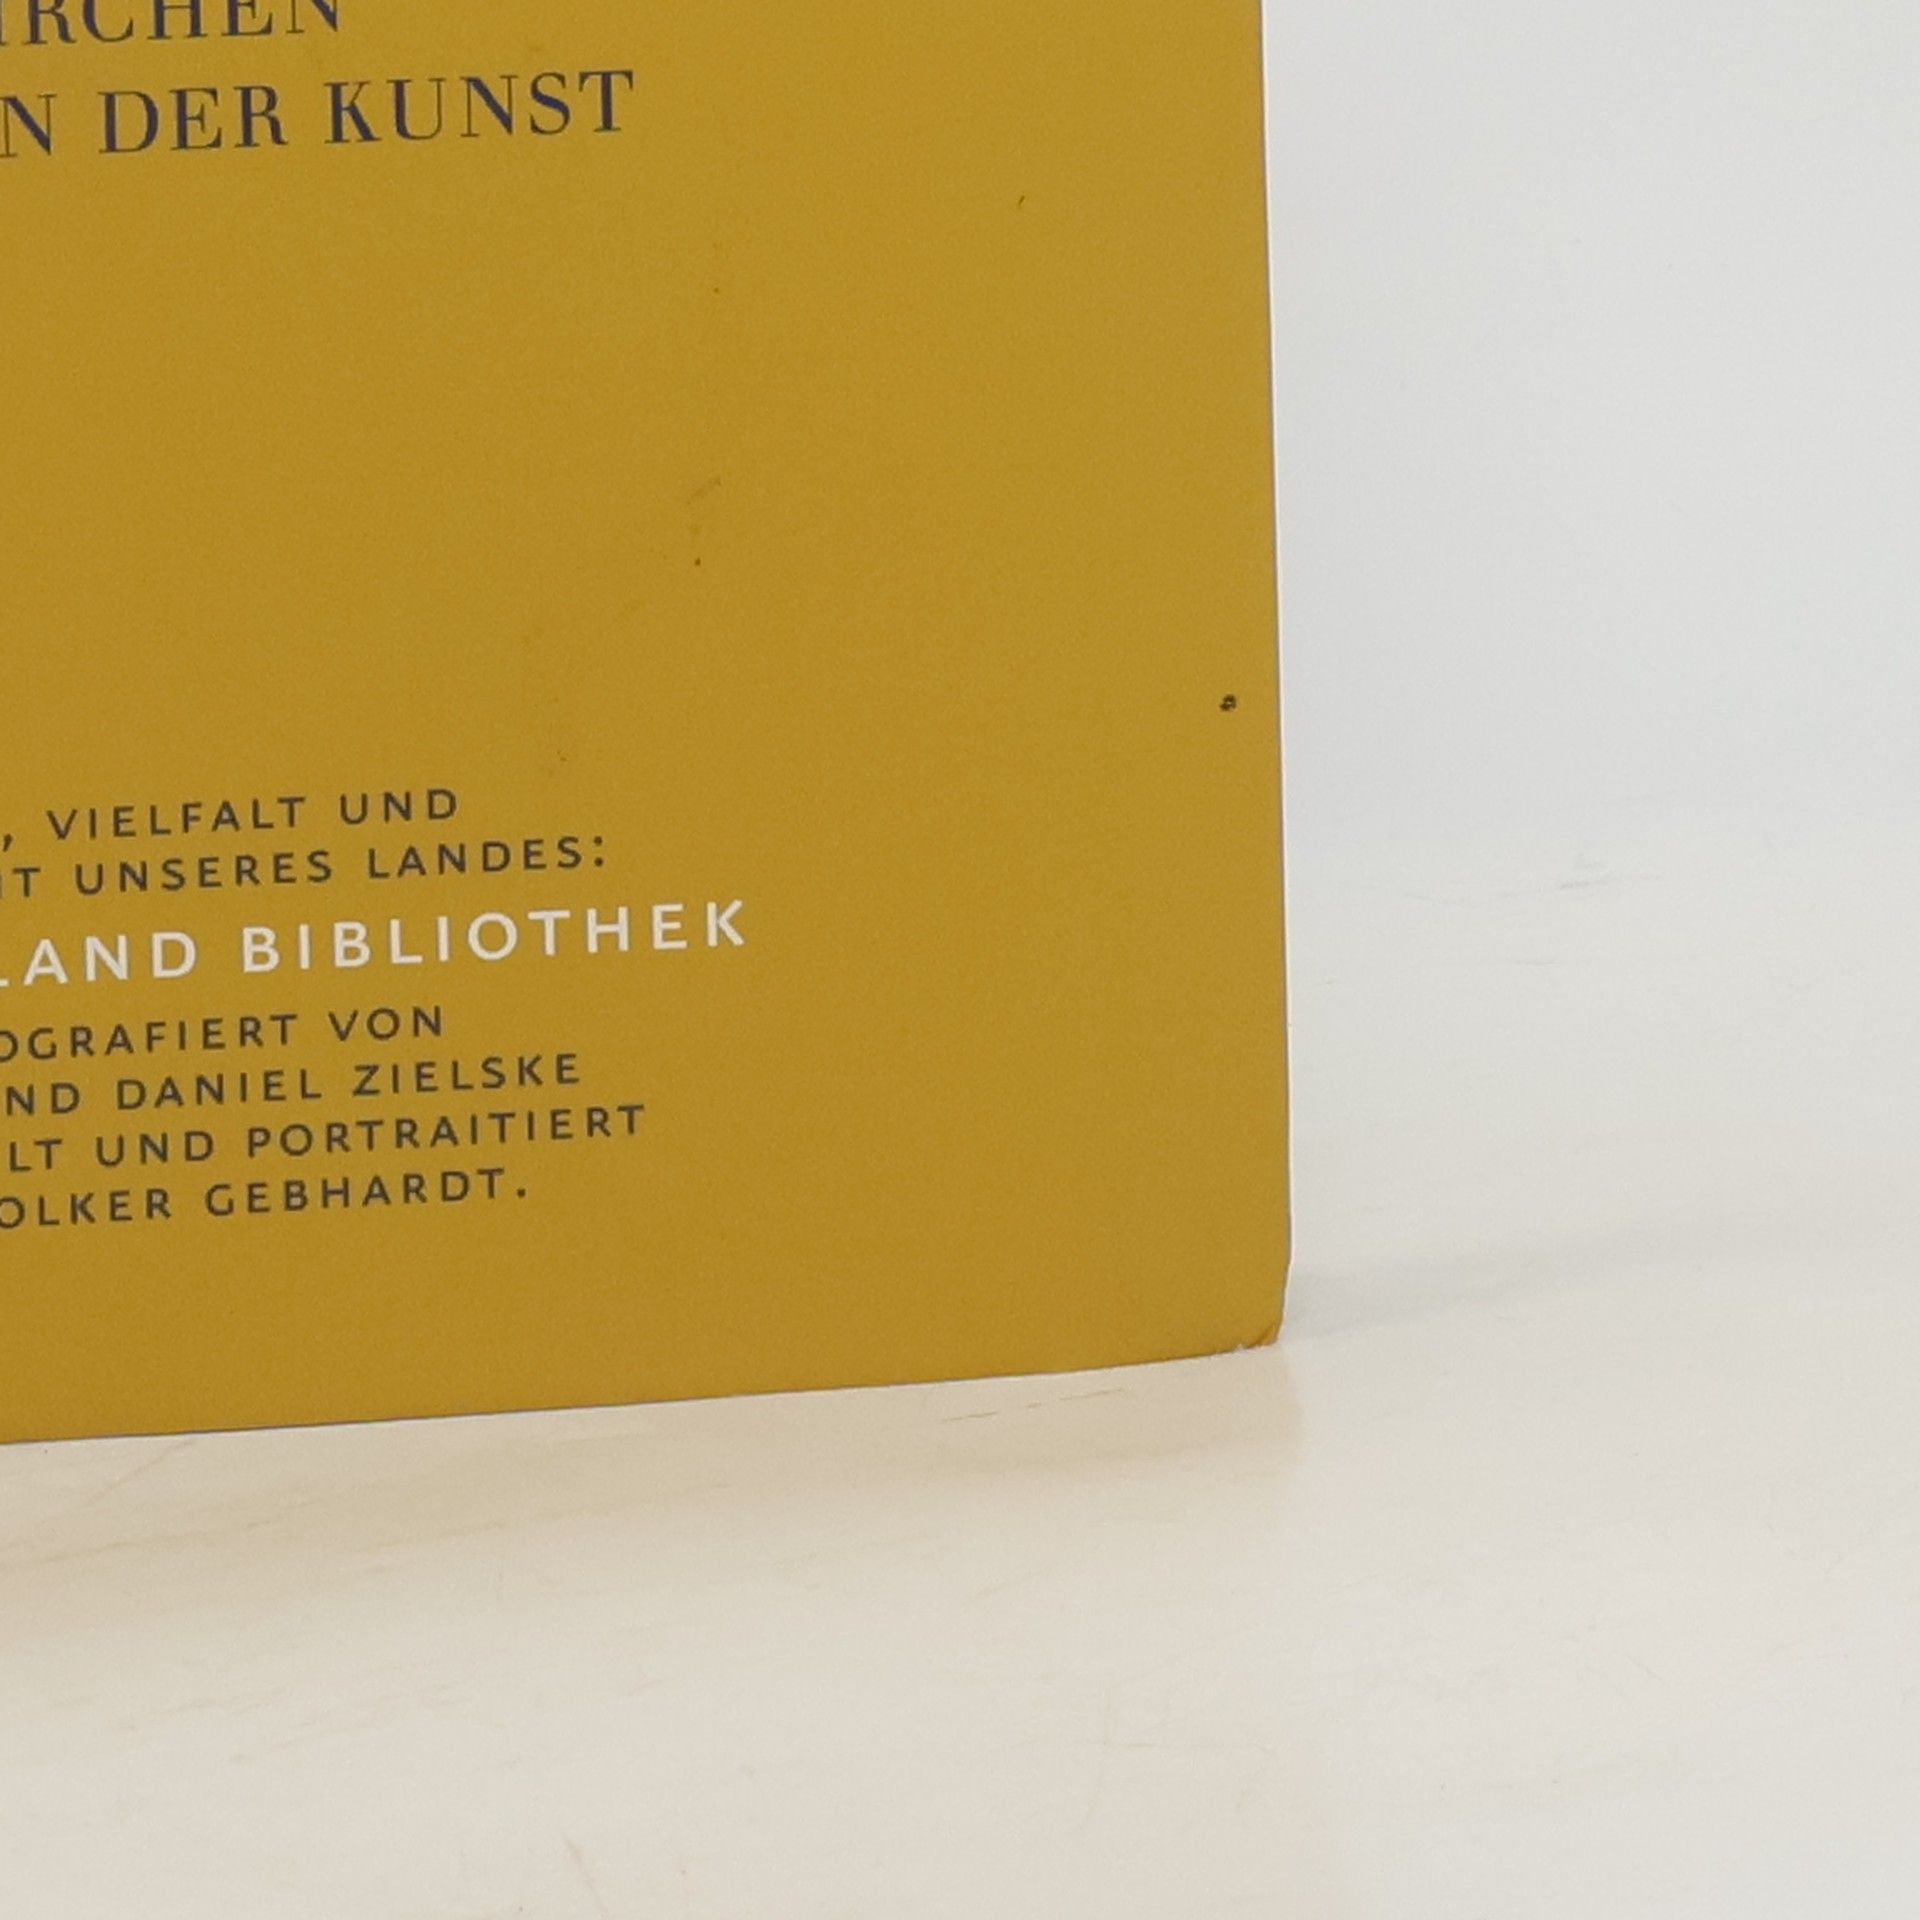 RCHEN
N DER KUNST
, VIELFALT UND
IT UNSERES LANDES:
LAND BIBLIOTHEK
OGRAFIERT VON
ND DANIEL ZIELSKE
LT UND PORTRAITIERT
OLKER GEBHARDT.